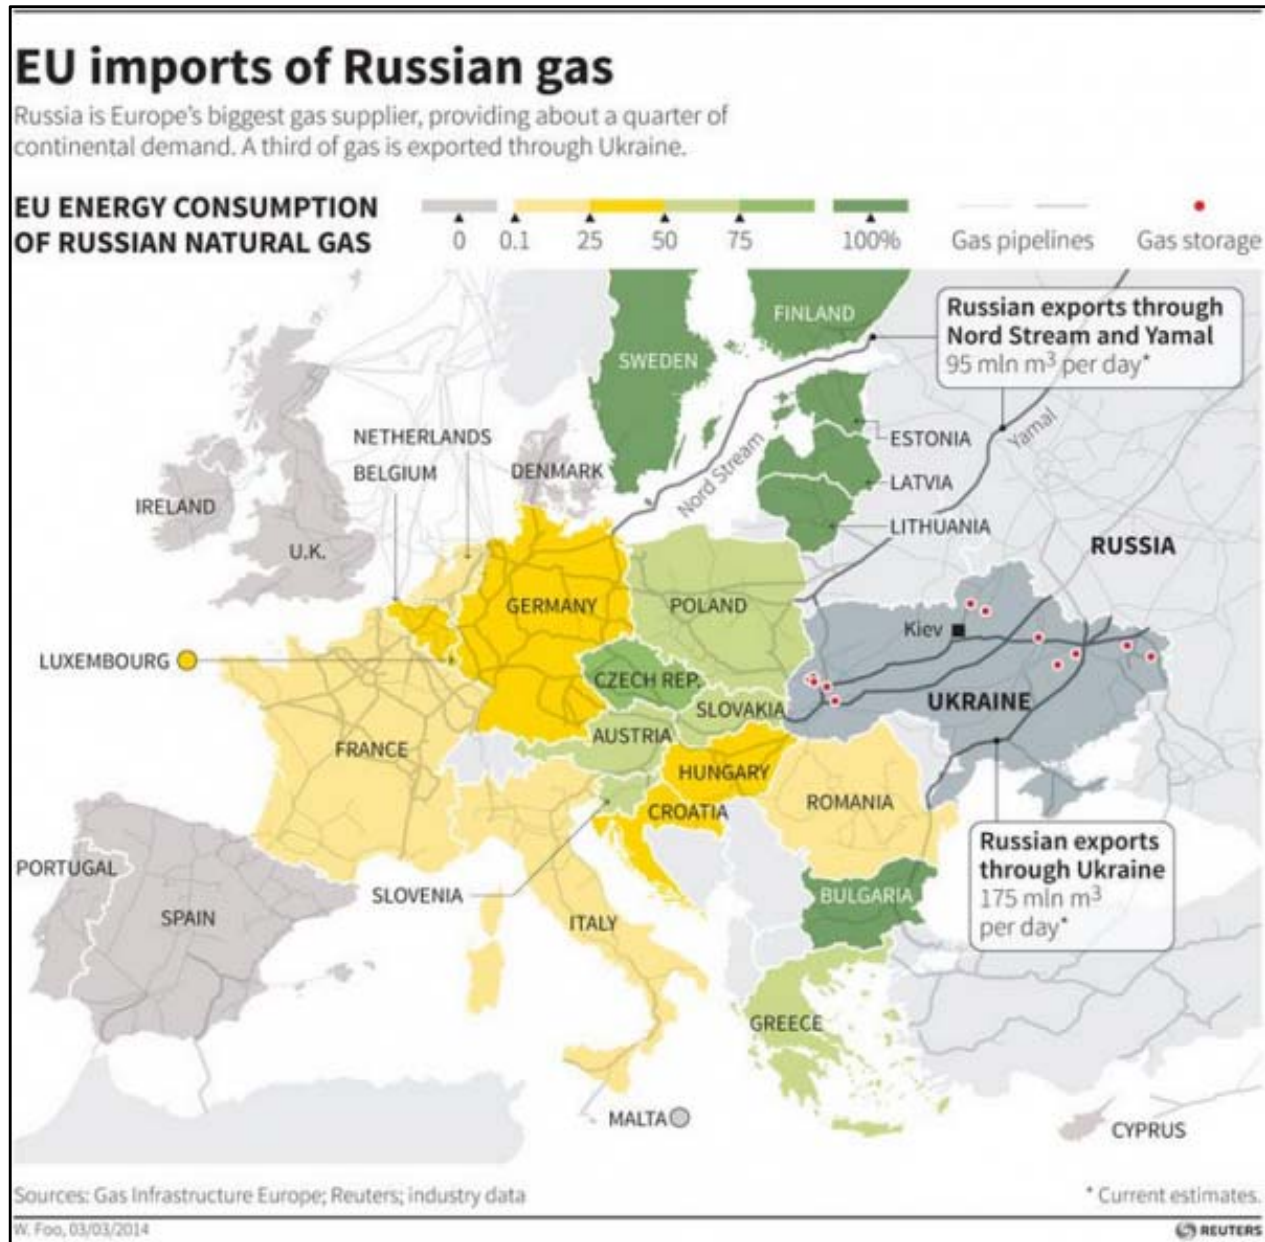 EU imports of Russian gas
Russia is Europe's biggest gas supplier, providing about a quarter of
continental demand. A third of gas is exported through Ukraine.
EU ENERGY CONSUMPTION
OF RUSSIAN NATURAL GAS
0 0.1 25 50 75 100%
Gas pipelines
Gas storage
FINLAND
Russian exports through
Nord Stream and Yamal
95 mln m³ per day*
SWEDEN
Yamal
Nord Stream
ESTONIA
LATVIA
LITHUANIA
NETHERLANDS
BELGIUM
DENMARK
IRELAND
U.K.
RUSSIA
GERMANY
POLAND
Kiev
LUXEMBOURG
CZECH REP.
SLOVAKIA
UKRAINE
AUSTRIA
FRANCE
HUNGARY
CROATIA
ROMANIA
Russian exports
through Ukraine
175 mln m³
per day*
PORTUGAL
SPAIN
SLOVENIA
ITALY
BULGARIA
GREECE
MALTA
CYPRUS
Sources: Gas Infrastructure Europe; Reuters; industry data
* Current estimates.
W. Foo, 03/03/2014
REUTERS